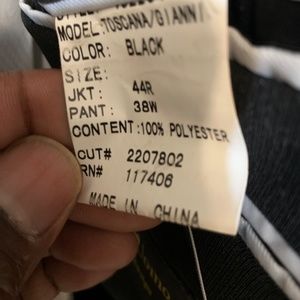 MODEL:TOSCANA/GIANNI
COLOR: BLACK
SIZE:
JKT: 44R
PANT: 38W
CONTENT:100% POLYESTER
CUT# 2207802
RN# 117406
MADE IN CHINA